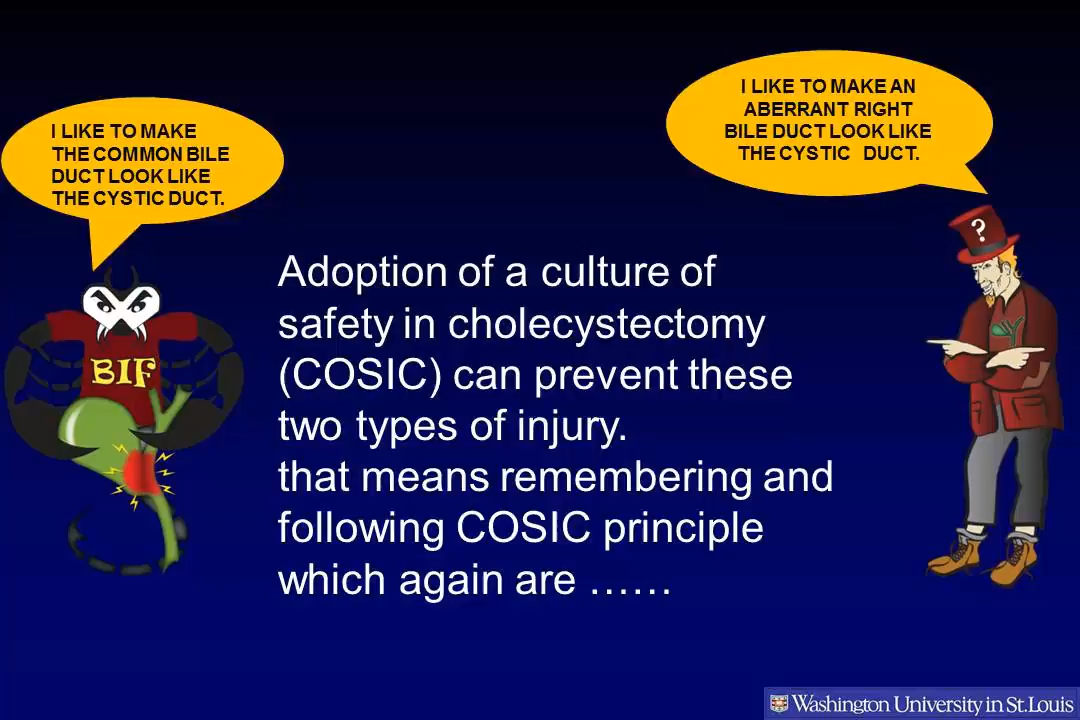 I LIKE TO MAKE
THE COMMON BILE
DUCT LOOK LIKE
THE CYSTIC DUCT.
I LIKE TO MAKE AN
ABERRANT RIGHT
BILE DUCT LOOK LIKE
THE CYSTIC DUCT.
?
BIF
Adoption of a culture of
safety in cholecystectomy
(COSIC) can prevent these
two types of injury.
that means remembering and
following COSIC principle
which again are ……
Washington University in St.Louis